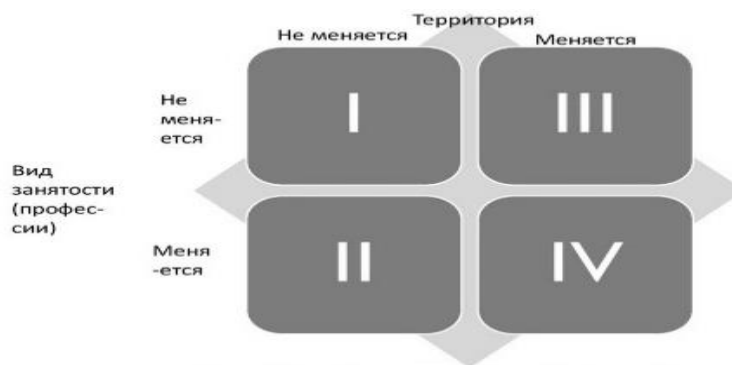 Территория
Не меняется
Меняется
Не
меня-
ется
I
III
Вид
занятости
(профес-
сии)
Меня
-ется
II
IV